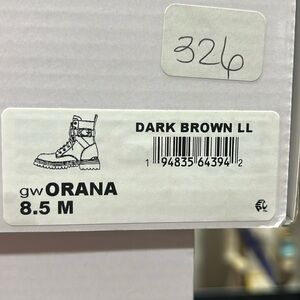 326
DARK BROWN LL
1 94835 64394 2
gwORANA
8.5 M